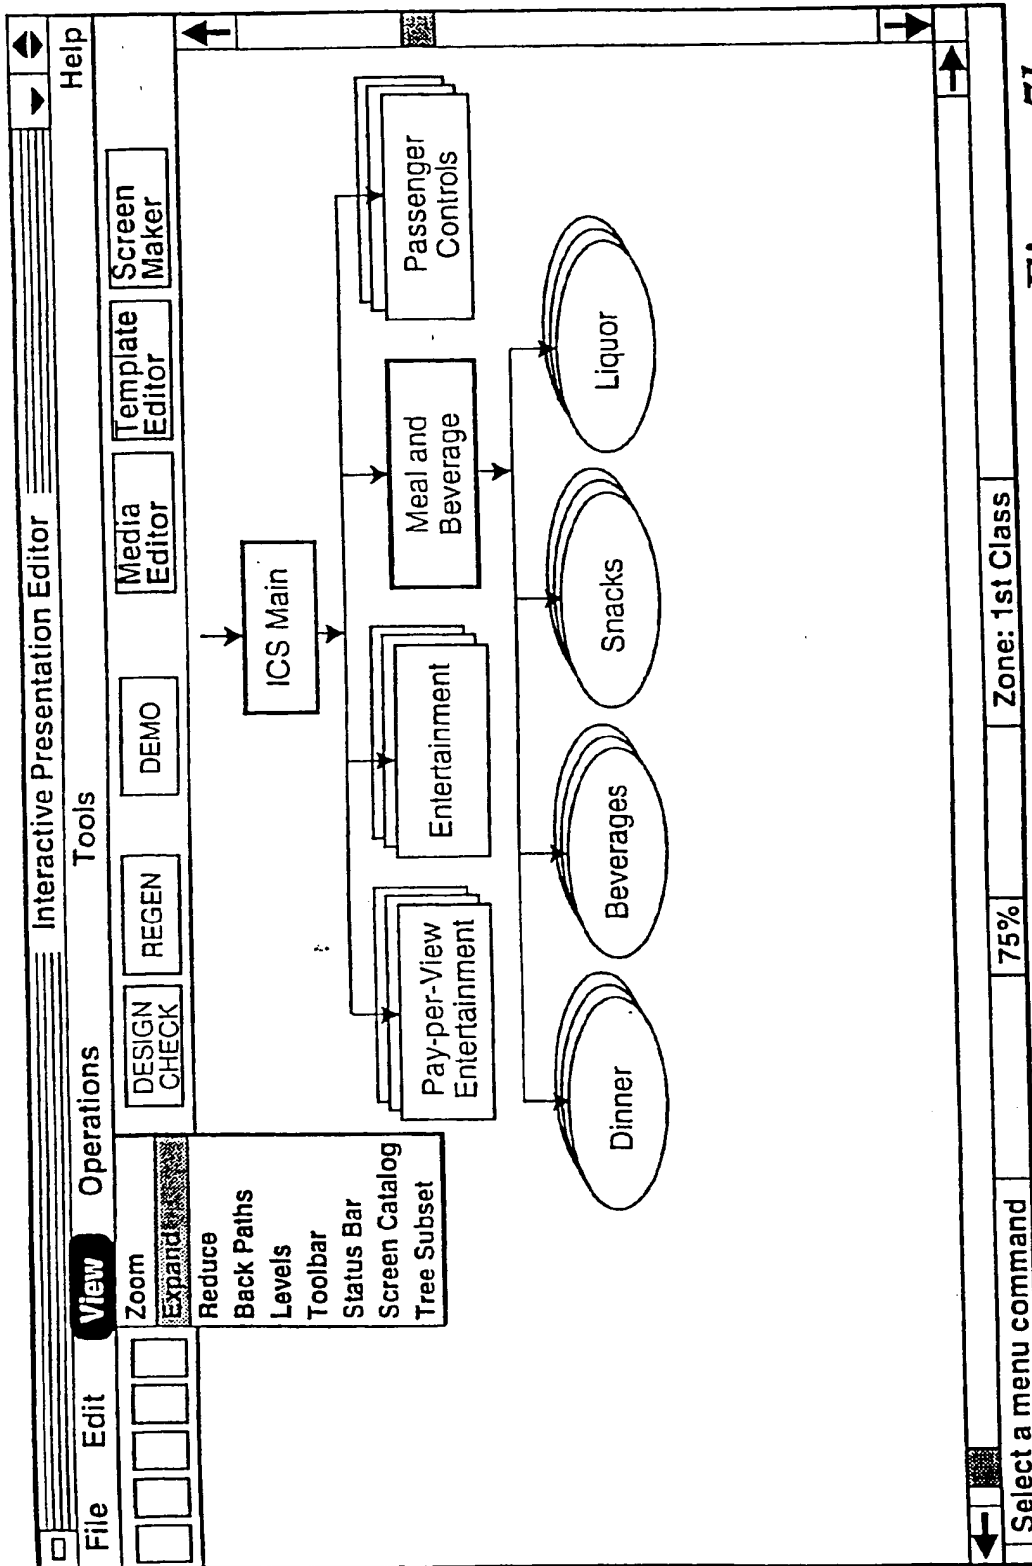 Interactive Presentation Editor
File Edit View Operations Tools Help
Zoom
Expand
Reduce
Back Paths
Levels
Toolbar
Status Bar
Screen Catalog
Tree Subset
DESIGN
CHECK
REGEN
DEMO
Media
Editor
Template
Editor
Screen
Maker
ICS Main
Pay-per-View
Entertainment
Entertainment
Meal and
Beverage
Passenger
Controls
Dinner
Beverages
Snacks
Liquor
Select a menu command
75%
Zone: 1st Class